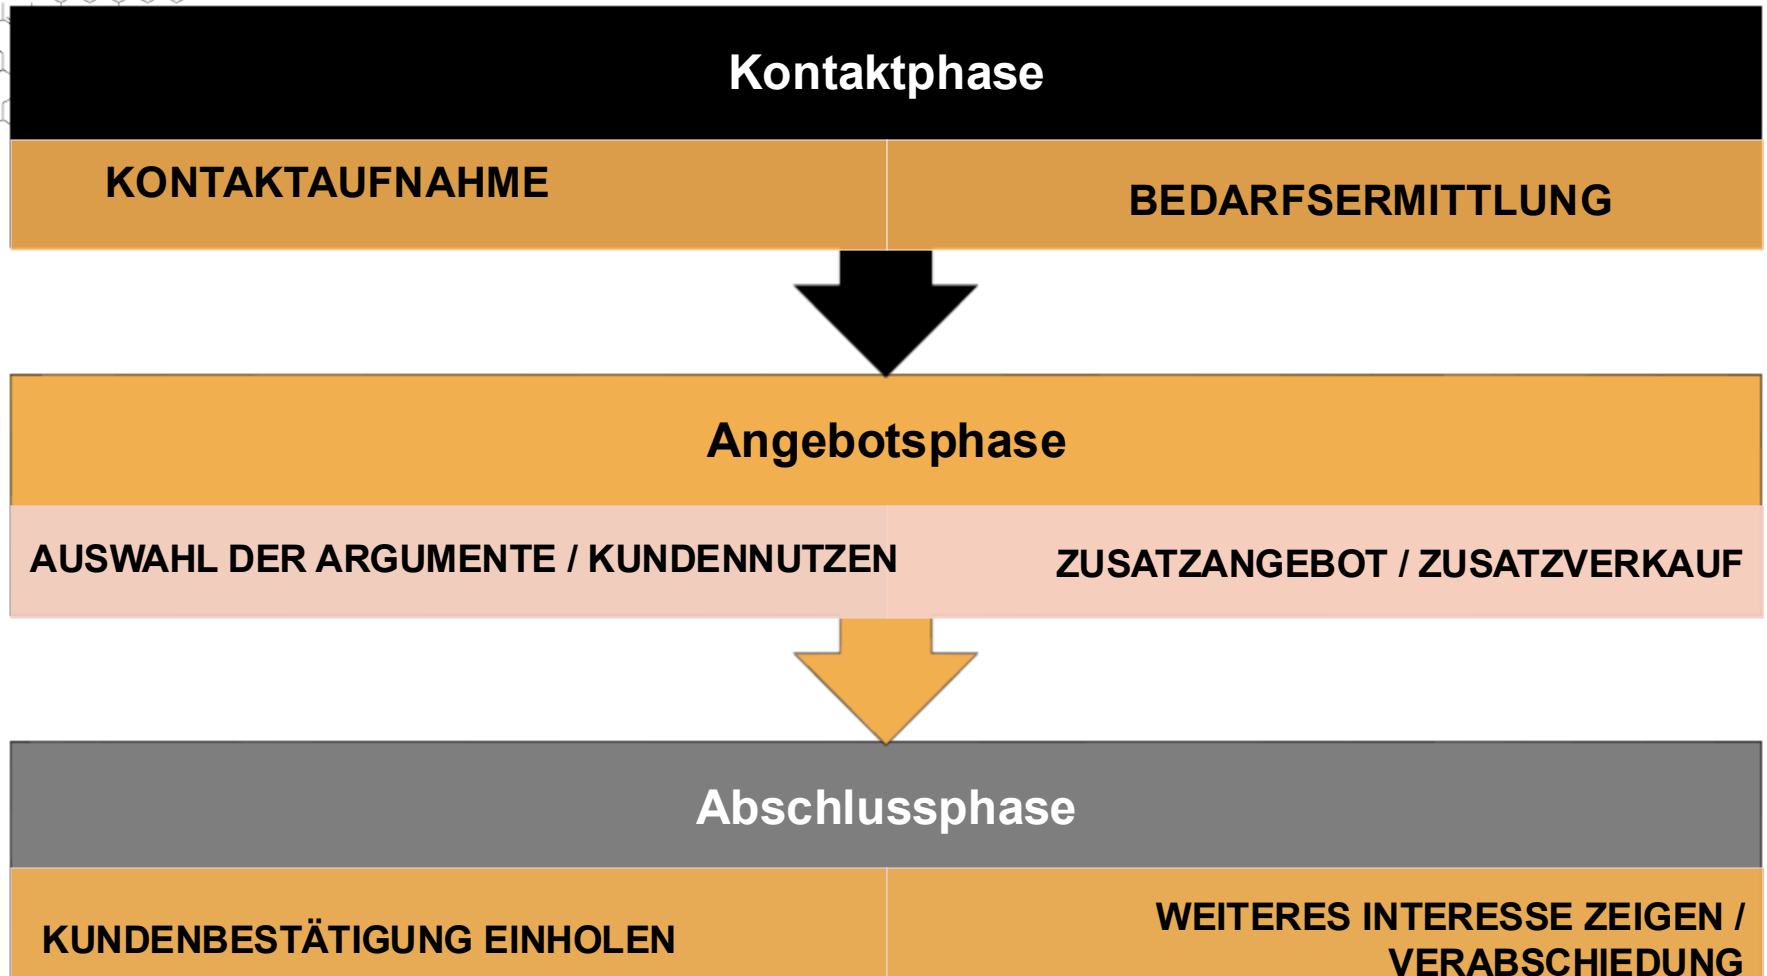 Kontaktphase
KONTAKTAUFNAHME
BEDARFSERMITTLUNG
Angebotsphase
AUSWAHL DER ARGUMENTE / KUNDENNUTZEN
ZUSATZANGEBOT / ZUSATZVERKAUF
Abschlussphase
KUNDENBESTÄTIGUNG EINHOLEN
WEITERES INTERESSE ZEIGEN /
VERABSCHIEDUNG